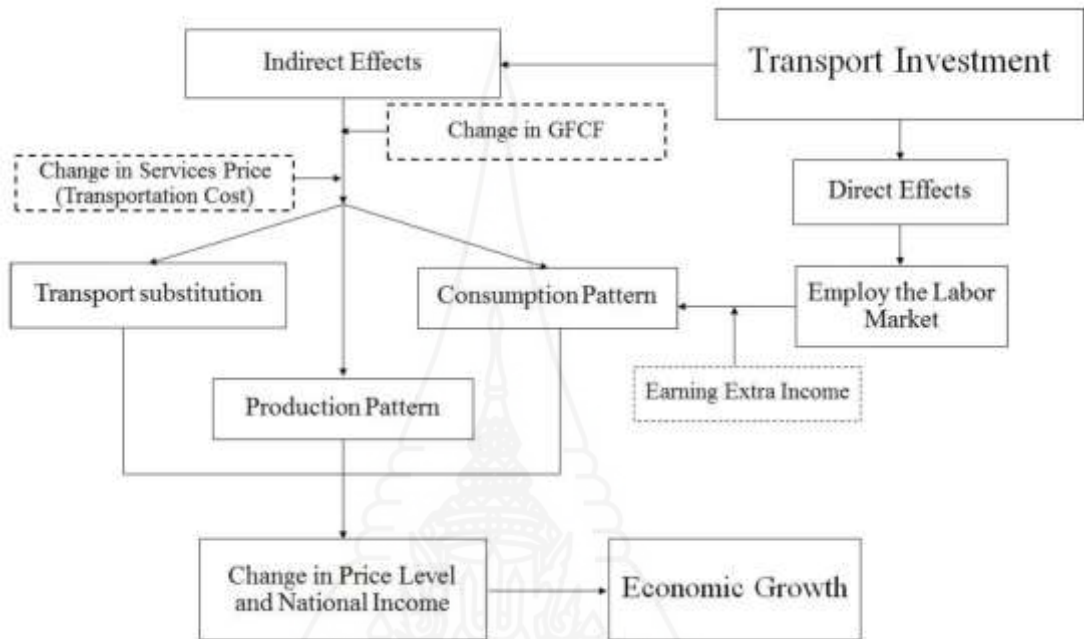 Indirect Effects
Transport Investment
Change in GFCF
Change in Services Price
(Transportation Cost)
Direct Effects
Transport substitution
Consumption Pattern
Employ the Labor
Market
Earning Extra Income
Production Pattern
Change in Price Level
and National Income
Economic Growth